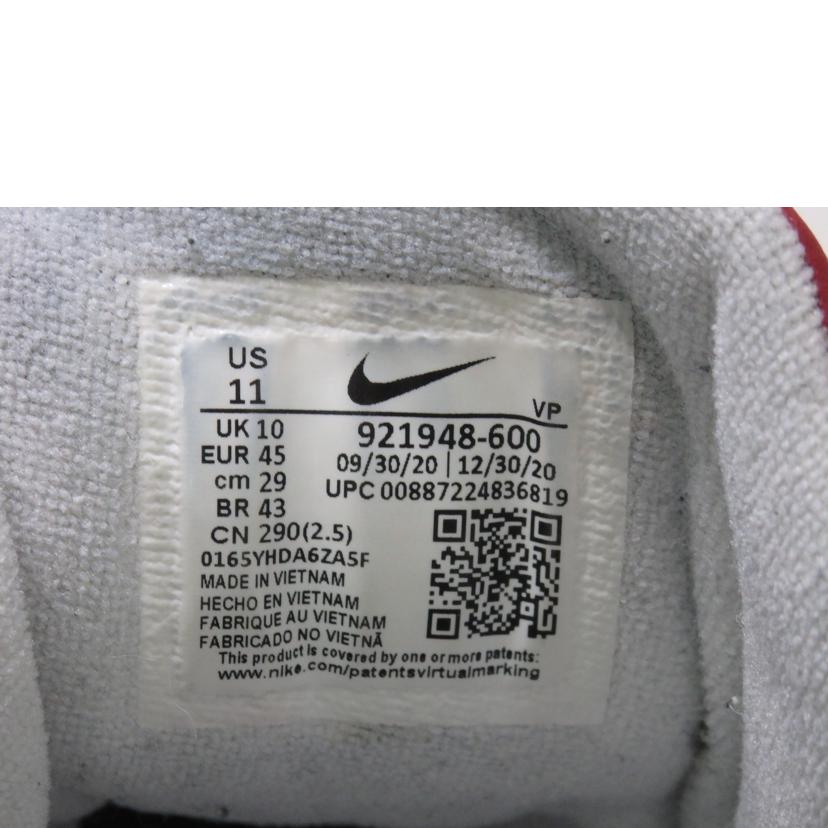 US
11
VP
UK 10
EUR 45
cm 29
BR 43
CN 290(2.5)
921948-600
09/30/20 | 12/30/20
UPC 00887224836819
0165YHDA6ZA5F
MADE IN VIETNAM
HECHO EN VIETNAM
FABRIQUE AU VIETNAM
FABRICADO NO VIETNÃ
This product is covered by one or more patents:
www.nike.com/patentsvirtualmarking